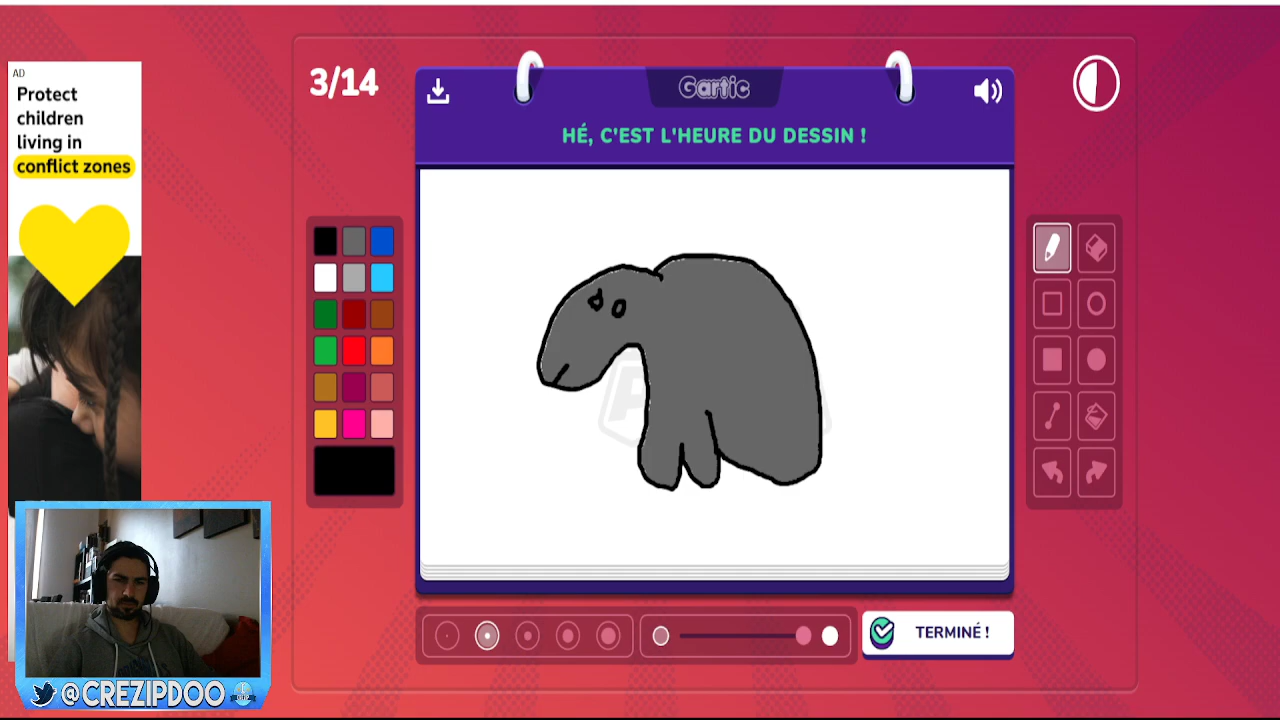 AD
Protect
children
living in
conflict zones
3/14
Gartic
HÉ, C'EST L'HEURE DU DESSIN !
TERMINÉ !
@CREZIPDOO